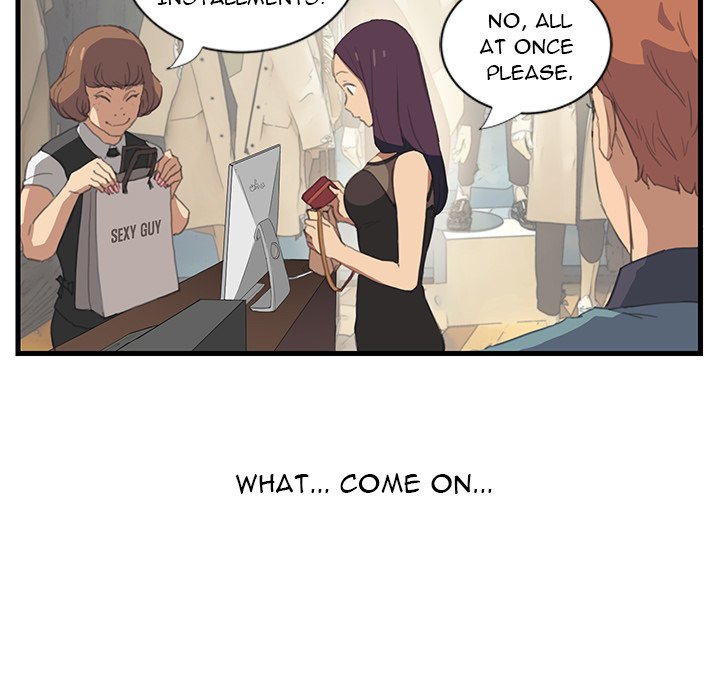 INSTALLMENTS?
NO, ALL
AT ONCE
PLEASE.
SEXY GUY
WHAT... COME ON...